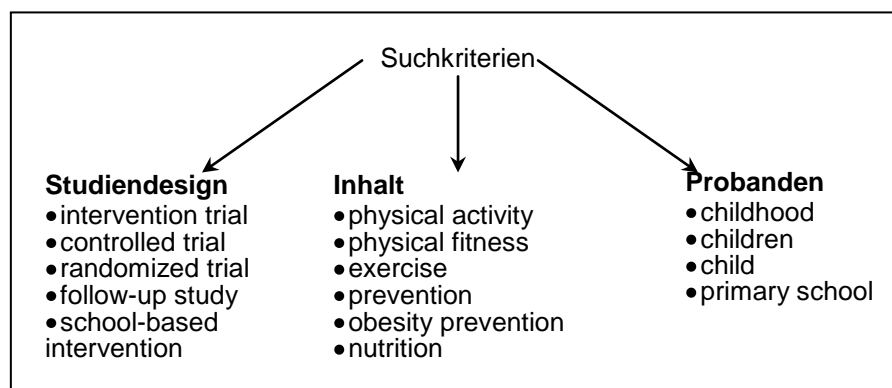 Suchkriterien
Studiendesign
•intervention trial
•controlled trial
•randomized trial
•follow-up study
•school-based
intervention
Inhalt
•physical activity
•physical fitness
•exercise
•prevention
•obesity prevention
•nutrition
Probanden
•childhood
•children
•child
•primary school